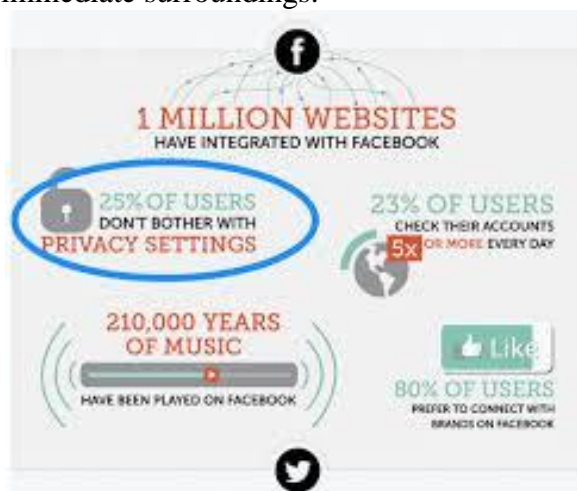 immediate surroundings.
f
1 MILLION WEBSITES
HAVE INTEGRATED WITH FACEBOOK
25% OF USERS
DON'T BOTHER WITH
PRIVACY SETTINGS
23% OF USERS
CHECK THEIR ACCOUNTS
5x OR MORE EVERY DAY
210,000 YEARS
OF MUSIC
HAVE BEEN PLAYED ON FACEBOOK
Like
80% OF USERS
PREFER TO CONNECT WITH
BRANDS ON FACEBOOK